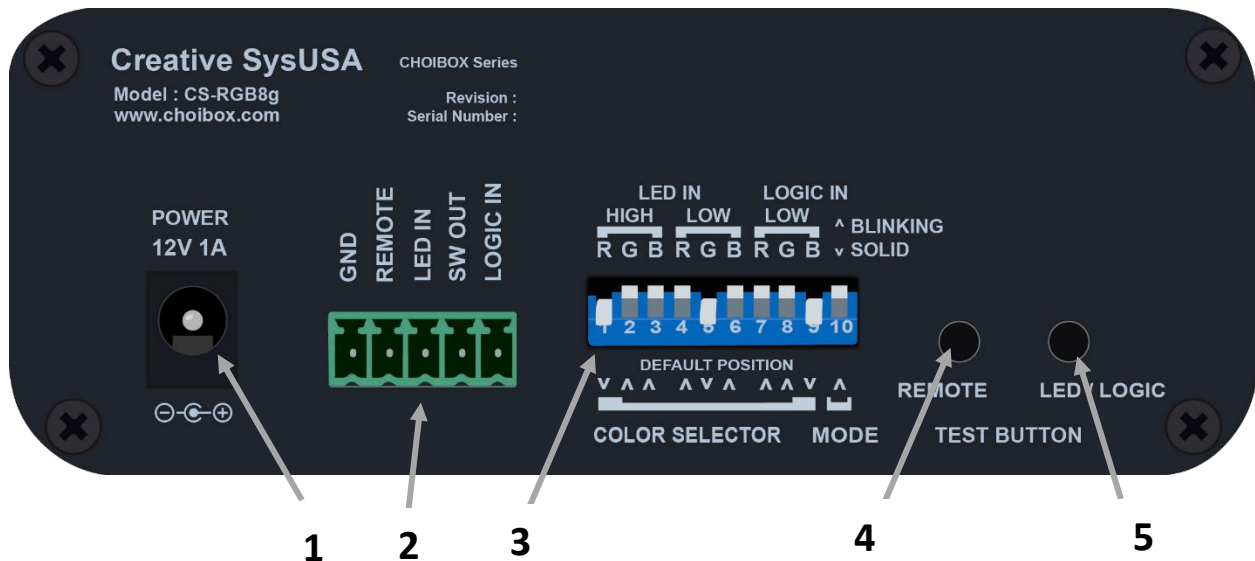 Creative SysUSA
CHOIBOX Series
Model : CS-RGB8g
www.choibox.com
Revision :
Serial Number :
POWER
12V 1A
GND
REMOTE
LED IN
SW OUT
LOGIC IN
LED IN
LOGIC IN
HIGH LOW LOW
^ BLINKING
R G B R G B R G B v SOLID
1 2 3 4 5 6 7 8 9 10
DEFAULT POSITION
v ^ ^ ^ v ^ ^ ^ v ^
COLOR SELECTOR
MODE
REMOTE
LED / LOGIC
TEST BUTTON
1
2
3
4
5